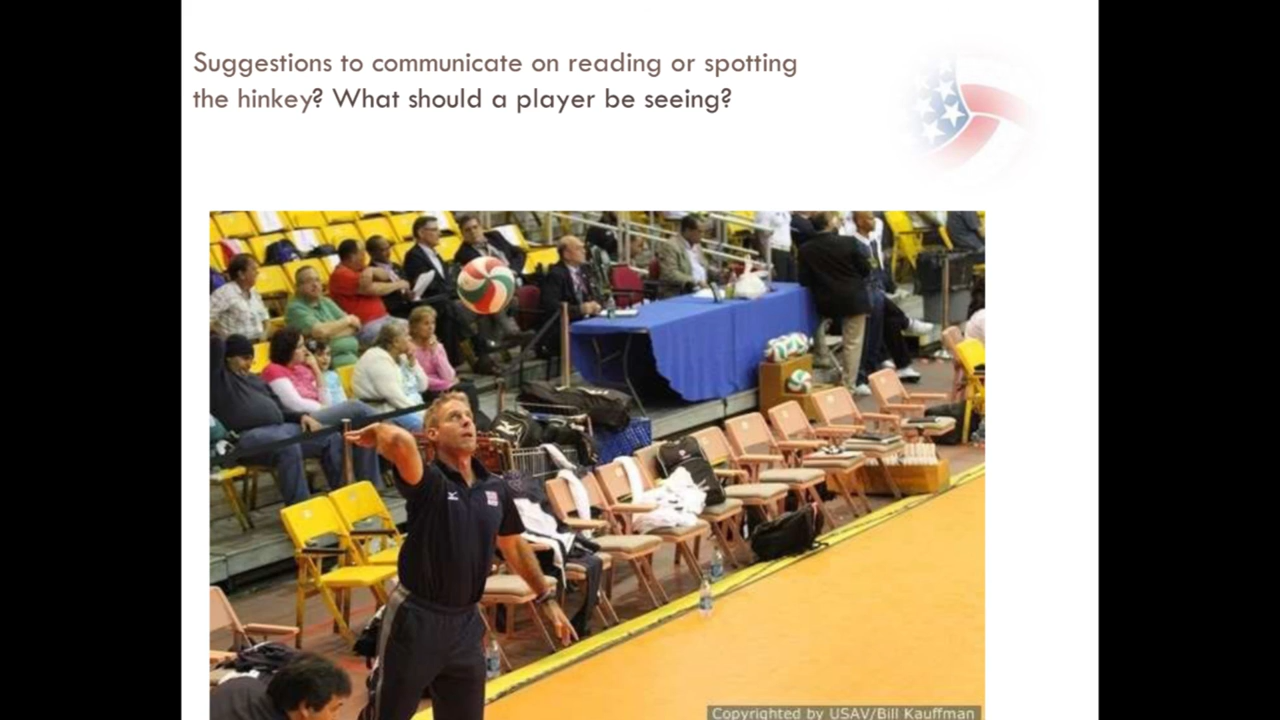 Suggestions to communicate on reading or spotting
the hinkey? What should a player be seeing?
Copyrighted by USAV/Bill Kauffman